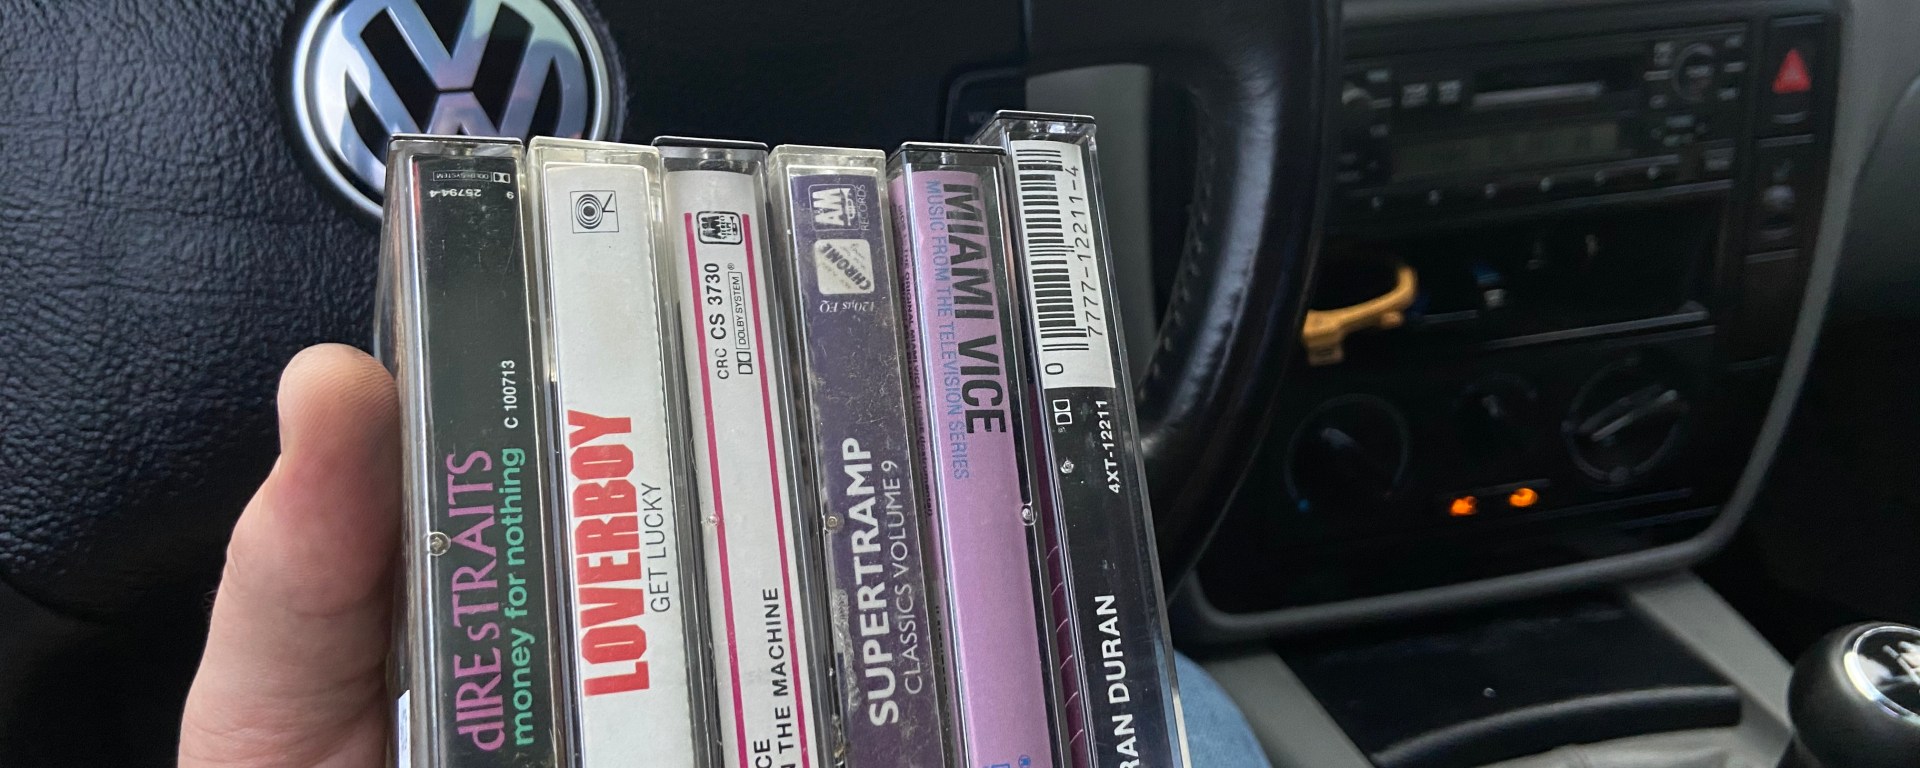 DOLBY SYSTEM
9 25794-4
DIRE STRAITS
money for nothing C 100713
LOVERBOY
GET LUCKY
CRC CS 3730
DOLBY SYSTEM®
CE
N THE MACHINE
AM
RECORDS
CHROME
120µs EQ
SUPERTRAMP
CLASSICS VOLUME 9
MIAMI VICE
MUSIC FROM THE TELEVISION SERIES
0 7777-12211-4
4XT-12211
RAN DURAN